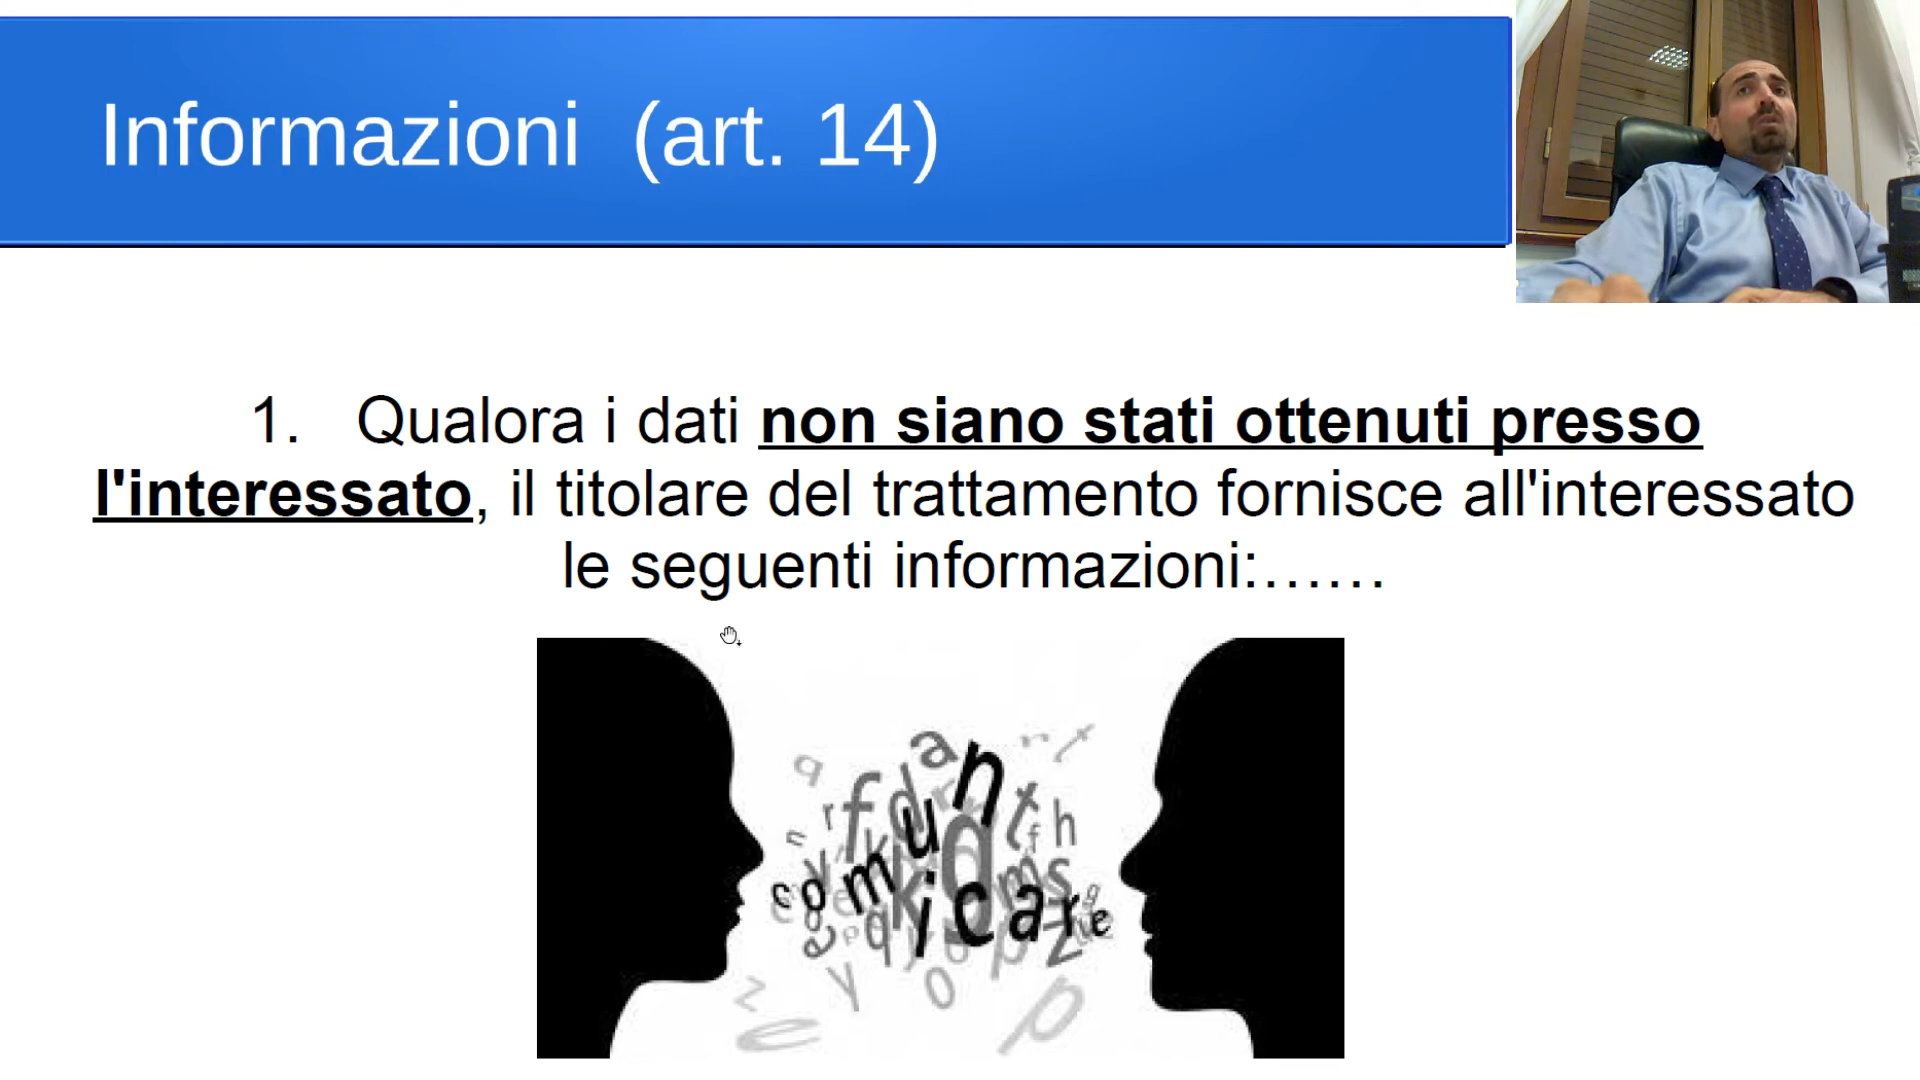 Informazioni (art. 14)
1. Qualora i dati non siano stati ottenuti presso
l'interessato, il titolare del trattamento fornisce all'interessato
le seguenti informazioni:……
comunicare